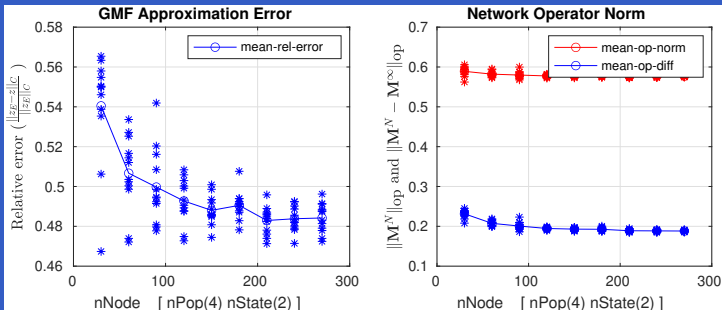 GMF Approximation Error
Relative error ( ||z_E−z||_C / ||z_E||_C )
0.58
0.56
0.54
0.52
0.5
0.48
0.46
mean-rel-error
0 100 200 300
nNode [ nPop(4) nState(2) ]
Network Operator Norm
||M^N||op and ||M^N − M^∞||op
0.7
0.6
0.5
0.4
0.3
0.2
0.1
mean-op-norm
mean-op-diff
0 100 200 300
nNode [ nPop(4) nState(2) ]